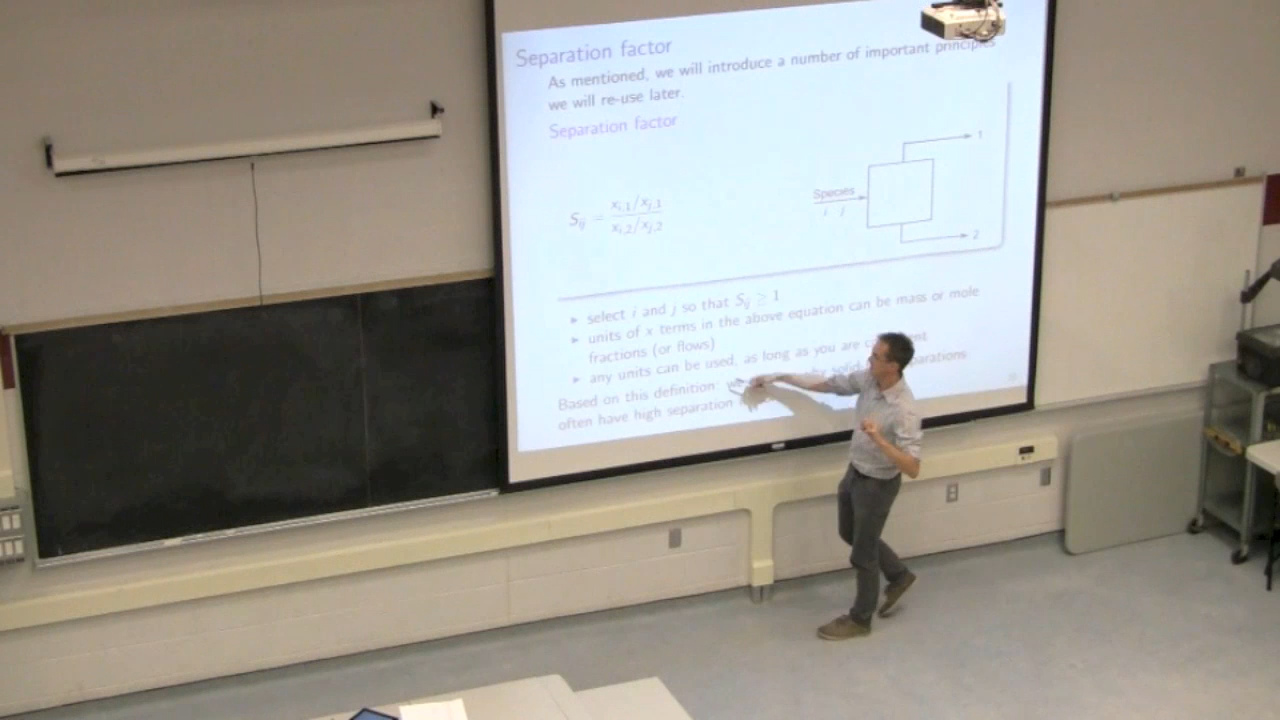 Separation factor
As mentioned, we will introduce a number of important principles
we will re-use later.
Separation factor
1
Species
i j
S_ij = (x_i,1/x_j,1)/(x_i,2/x_j,2)
2
▸ select i and j so that S_ij ≥ 1
▸ units of x terms in the above equation can be mass or mole
fractions (or flows)
▸ any units can be used, as long as you are
Based on this definition:
often have high separation